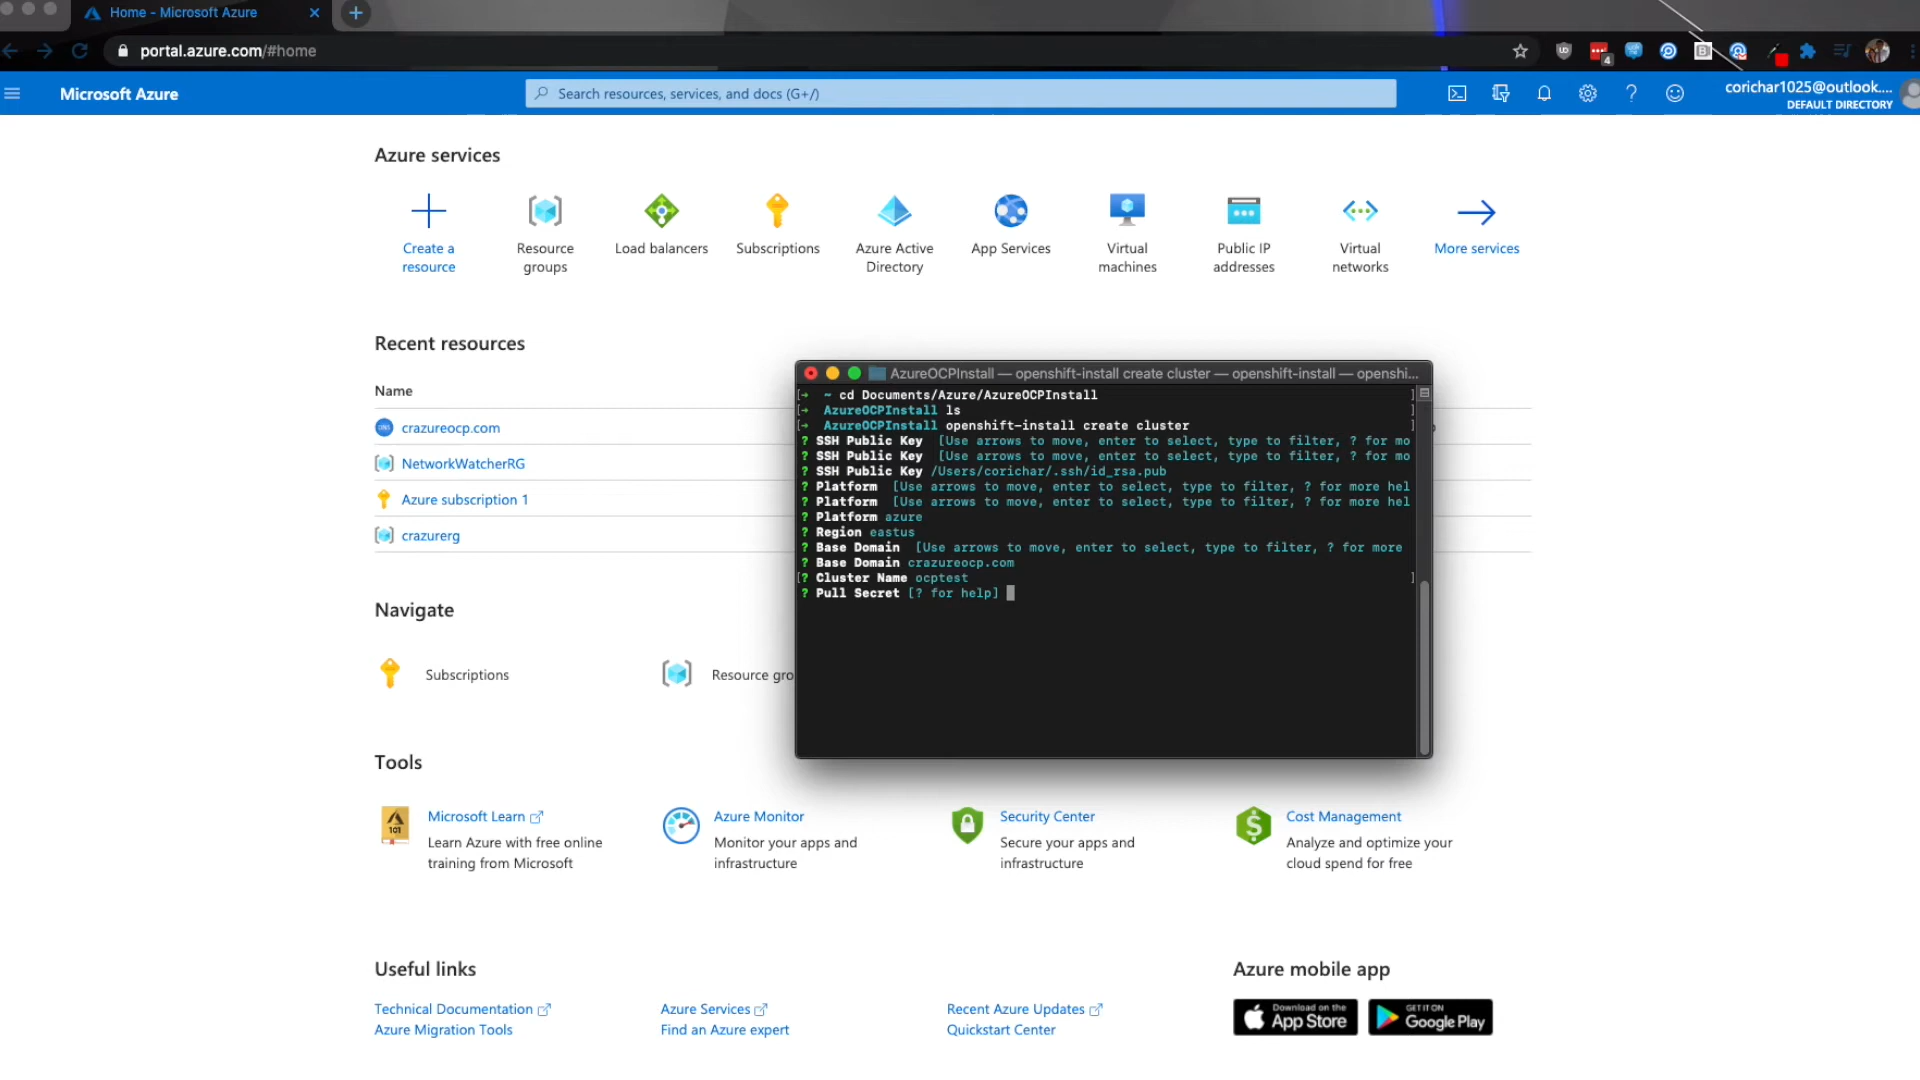 Home - Microsoft Azure
portal.azure.com/#home
4
Microsoft Azure
Search resources, services, and docs (G+/)
corichar1025@outlook....
DEFAULT DIRECTORY
Azure services
Create a resource
Resource groups
Load balancers
Subscriptions
Azure Active Directory
App Services
Virtual machines
Public IP addresses
Virtual networks
More services
Recent resources
Name
crazureocp.com
NetworkWatcherRG
Azure subscription 1
crazurerg
AzureOCPInstall — openshift-install create cluster — openshift-install — openshi...
~ cd Documents/Azure/AzureOCPInstall
AzureOCPInstall ls
AzureOCPInstall openshift-install create cluster
? SSH Public Key [Use arrows to move, enter to select, type to filter, ? for mo
? SSH Public Key [Use arrows to move, enter to select, type to filter, ? for mo
? SSH Public Key /Users/corichar/.ssh/id_rsa.pub
? Platform [Use arrows to move, enter to select, type to filter, ? for more hel
? Platform [Use arrows to move, enter to select, type to filter, ? for more hel
? Platform azure
? Region eastus
? Base Domain [Use arrows to move, enter to select, type to filter, ? for more
? Base Domain crazureocp.com
[? Cluster Name ocptest ]
? Pull Secret [? for help]
Navigate
Subscriptions
Resource gro
Tools
101
Microsoft Learn
Learn Azure with free online
training from Microsoft
Azure Monitor
Monitor your apps and
infrastructure
Security Center
Secure your apps and
infrastructure
Cost Management
Analyze and optimize your
cloud spend for free
Useful links
Technical Documentation
Azure Migration Tools
Azure Services
Find an Azure expert
Recent Azure Updates
Quickstart Center
Azure mobile app
Download on the
App Store
GET IT ON
Google Play